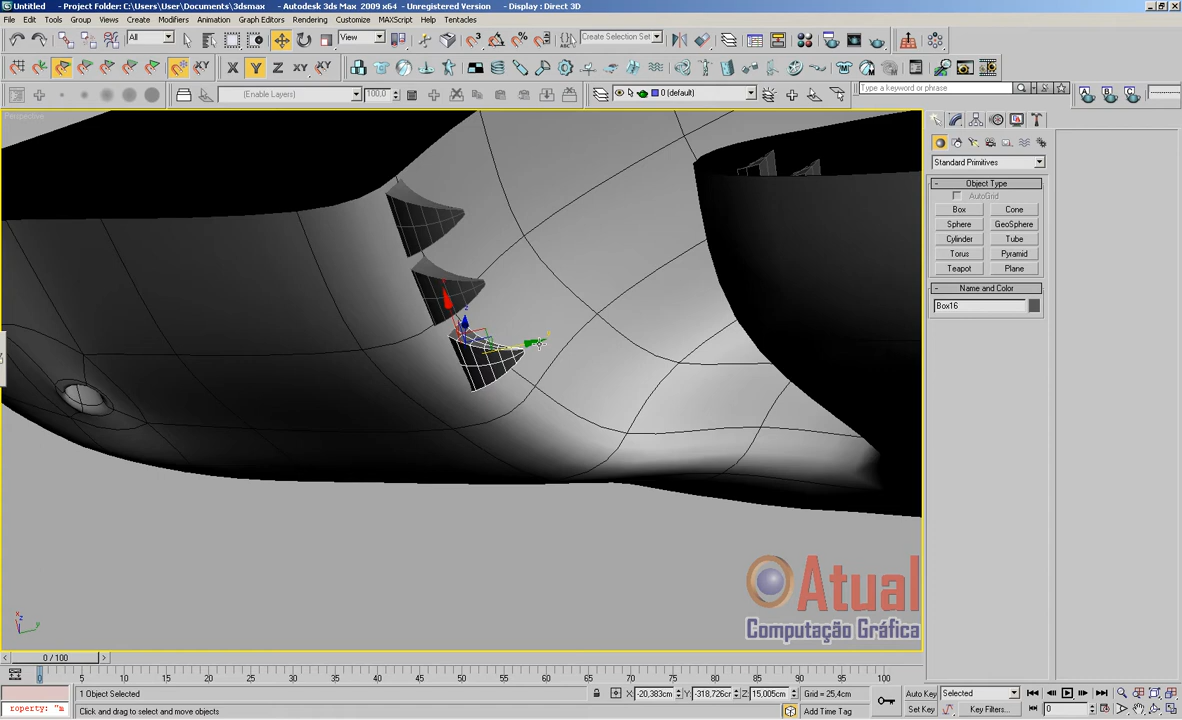 Untitled - Project Folder: C:\Users\User\Documents\3dsmax - Autodesk 3ds Max 2009 x64 - Unregistered Version - Display : Direct 3D
File Edit Tools Group Views Create Modifiers Animation Graph Editors Rendering Customize MAXScript Help Tentacles
All View Create Selection Set
X Y Z XY XY
(Enable Layers) 100,0 0 (default) Type a keyword or phrase A B C
Perspective
Standard Primitives
- Object Type
AutoGrid
Box Cone
Sphere GeoSphere
Cylinder Tube
Torus Pyramid
Teapot Plane
- Name and Color
Box16
Atual
Computação Gráfica
0 / 100
0 5 10 15 20 25 30 35 40 45 50 55 60 65 70 75 80 85 90 95 100
1 Object Selected X: -20,383cm Y: -318,726cm Z: 15,005cm Grid = 25,4cm Auto Key Selected
roperty: "m Click and drag to select and move objects Add Time Tag Set Key Key Filters... 0